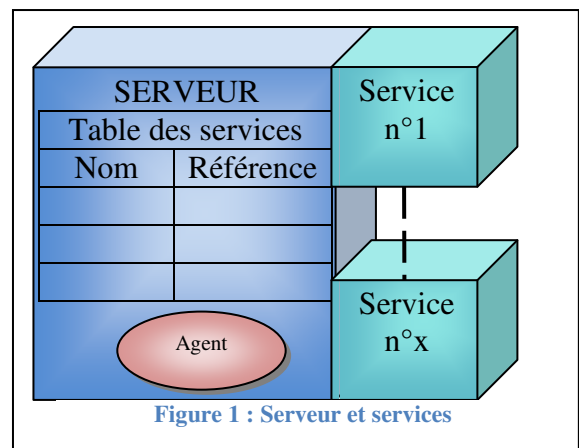 SERVEUR
Table des services
Nom Référence
Agent
Service
n°1
Service
n°x
Figure 1 : Serveur et services